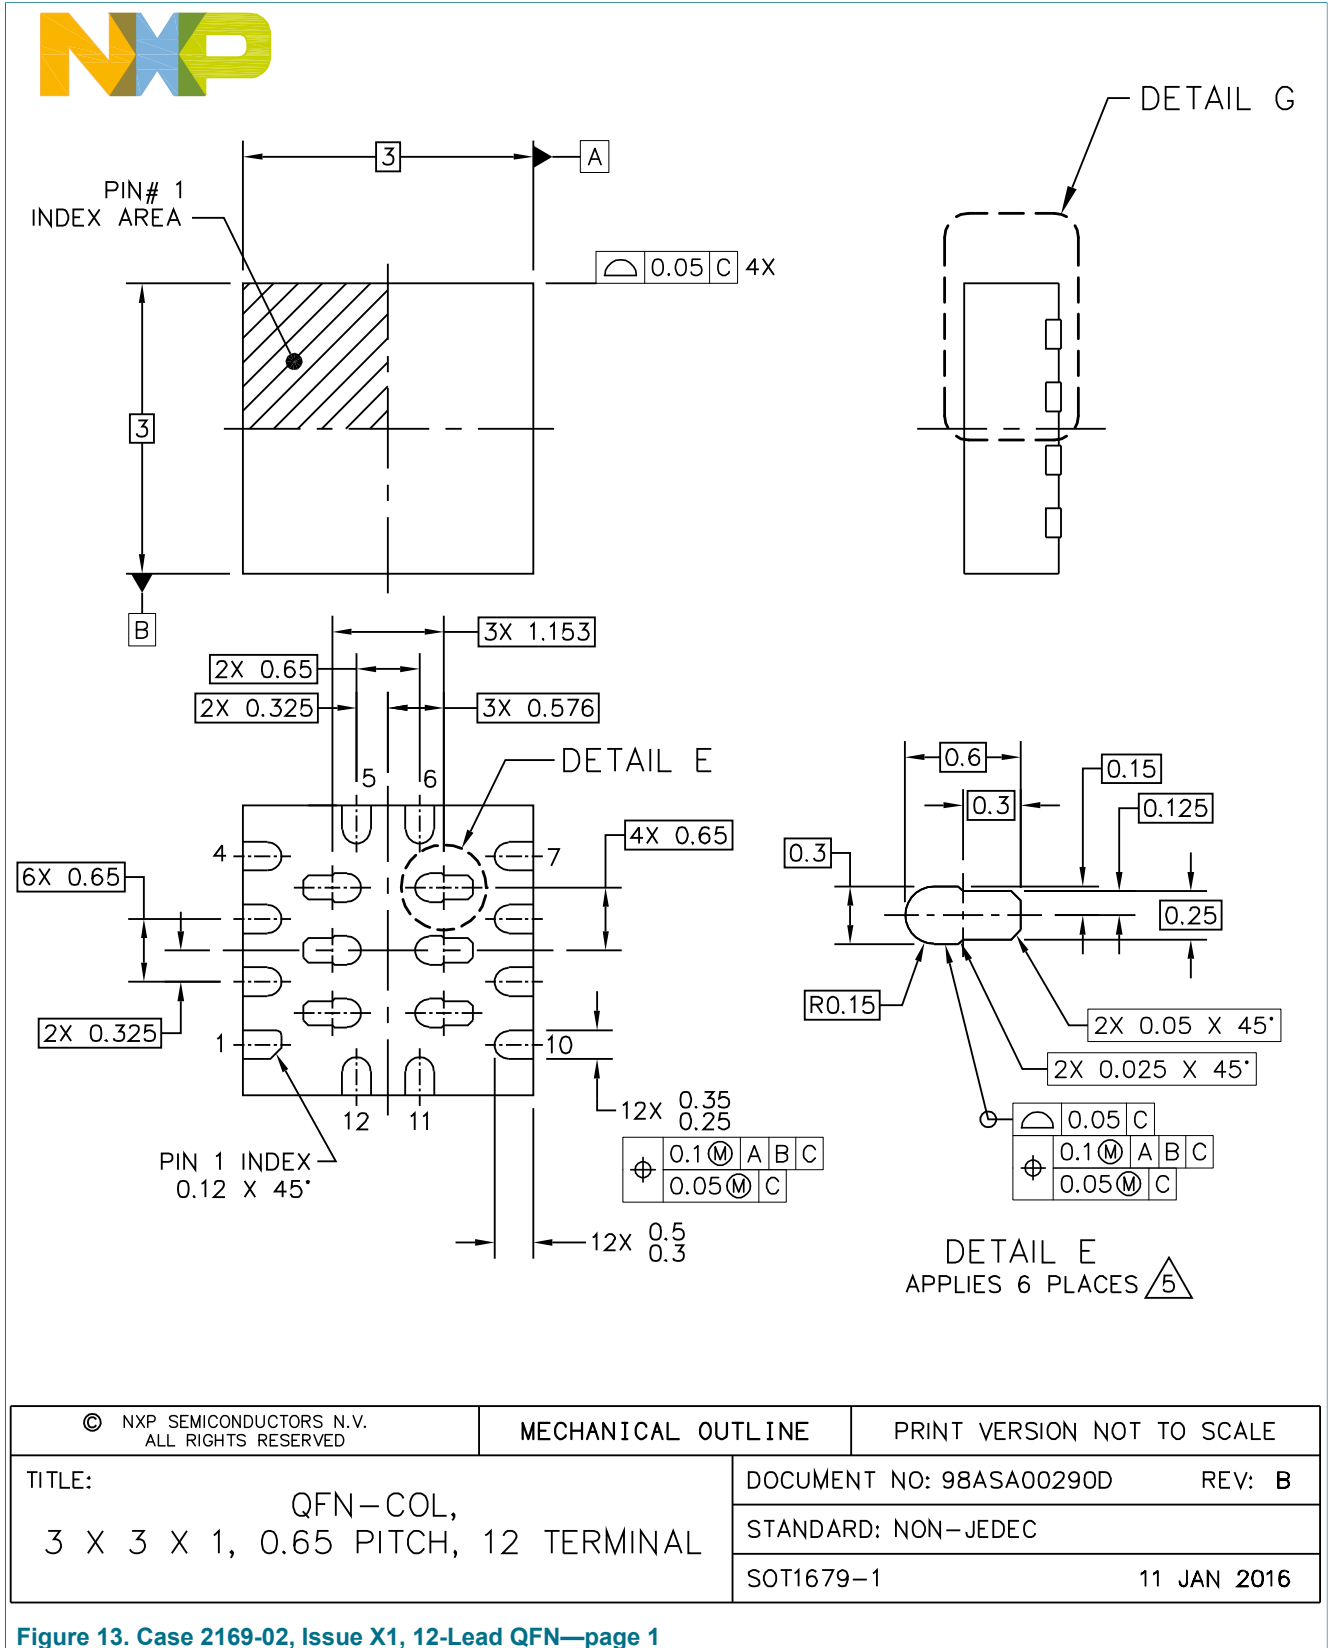 NXP
DETAIL G
3
A
PIN# 1
INDEX AREA
0.05 C 4X
3
B
3X 1.153
2X 0.65
2X 0.325
3X 0.576
DETAIL E
5
6
4
7
4X 0.65
6X 0.65
2X 0.325
1
10
12
11
12X 0.35
0.25
0.1 Ⓜ A B C
0.05 Ⓜ C
PIN 1 INDEX
0.12 X 45°
12X 0.5
0.3
0.6
0.15
0.3
0.125
0.3
0.25
R0.15
2X 0.05 X 45°
2X 0.025 X 45°
0.05 C
0.1 Ⓜ A B C
0.05 Ⓜ C
DETAIL E
APPLIES 6 PLACES 5
© NXP SEMICONDUCTORS N.V.
ALL RIGHTS RESERVED
MECHANICAL OUTLINE
PRINT VERSION NOT TO SCALE
TITLE:
QFN-COL,
3 X 3 X 1, 0.65 PITCH, 12 TERMINAL
DOCUMENT NO: 98ASA00290D REV: B
STANDARD: NON-JEDEC
SOT1679-1 11 JAN 2016
Figure 13. Case 2169-02, Issue X1, 12-Lead QFN—page 1